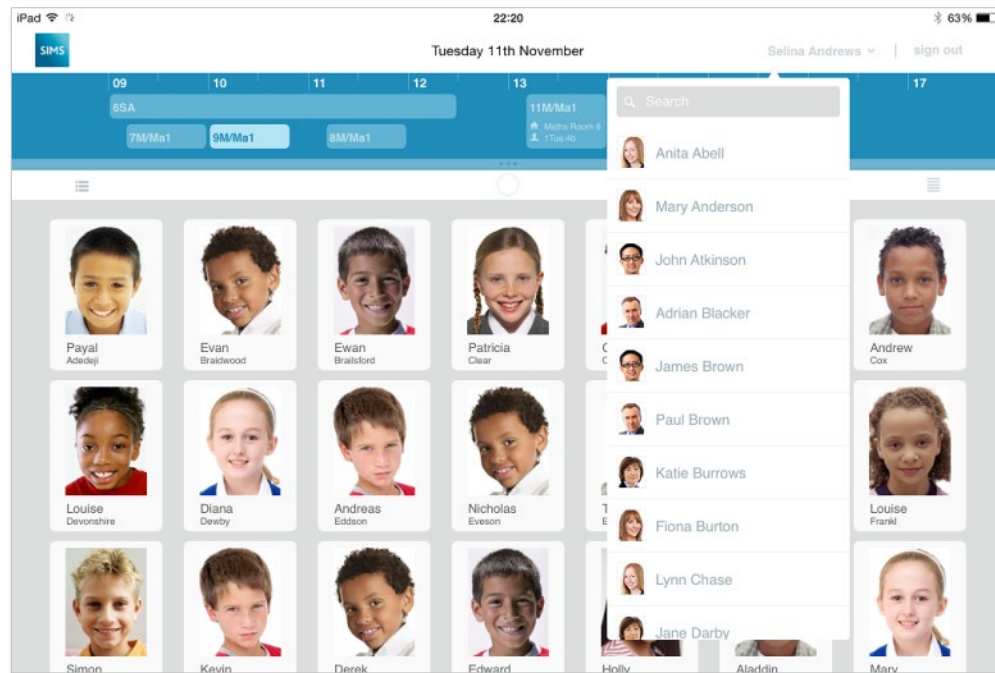 iPad 22:20 63%
SIMS Tuesday 11th November Selina Andrews | sign out
09 10 11 12 13 17
6SA
11M/Ma1
Maths Room 6
7M/Ma1 9M/Ma1 8M/Ma1
1Tue:4b
Search
Anita Abell
Mary Anderson
John Atkinson
Adrian Blacker
James Brown
Paul Brown
Katie Burrows
Fiona Burton
Lynn Chase
Jane Darby
Payal Evan Ewan Patricia Andrew
Adedeji Braidwood Brailsford Clear Cox
Louise Diana Andreas Nicholas Louise
Devonshire Dewby Eddson Eveson Frankl
Simon Kevin Derek Edward Holly Aladdin Mary